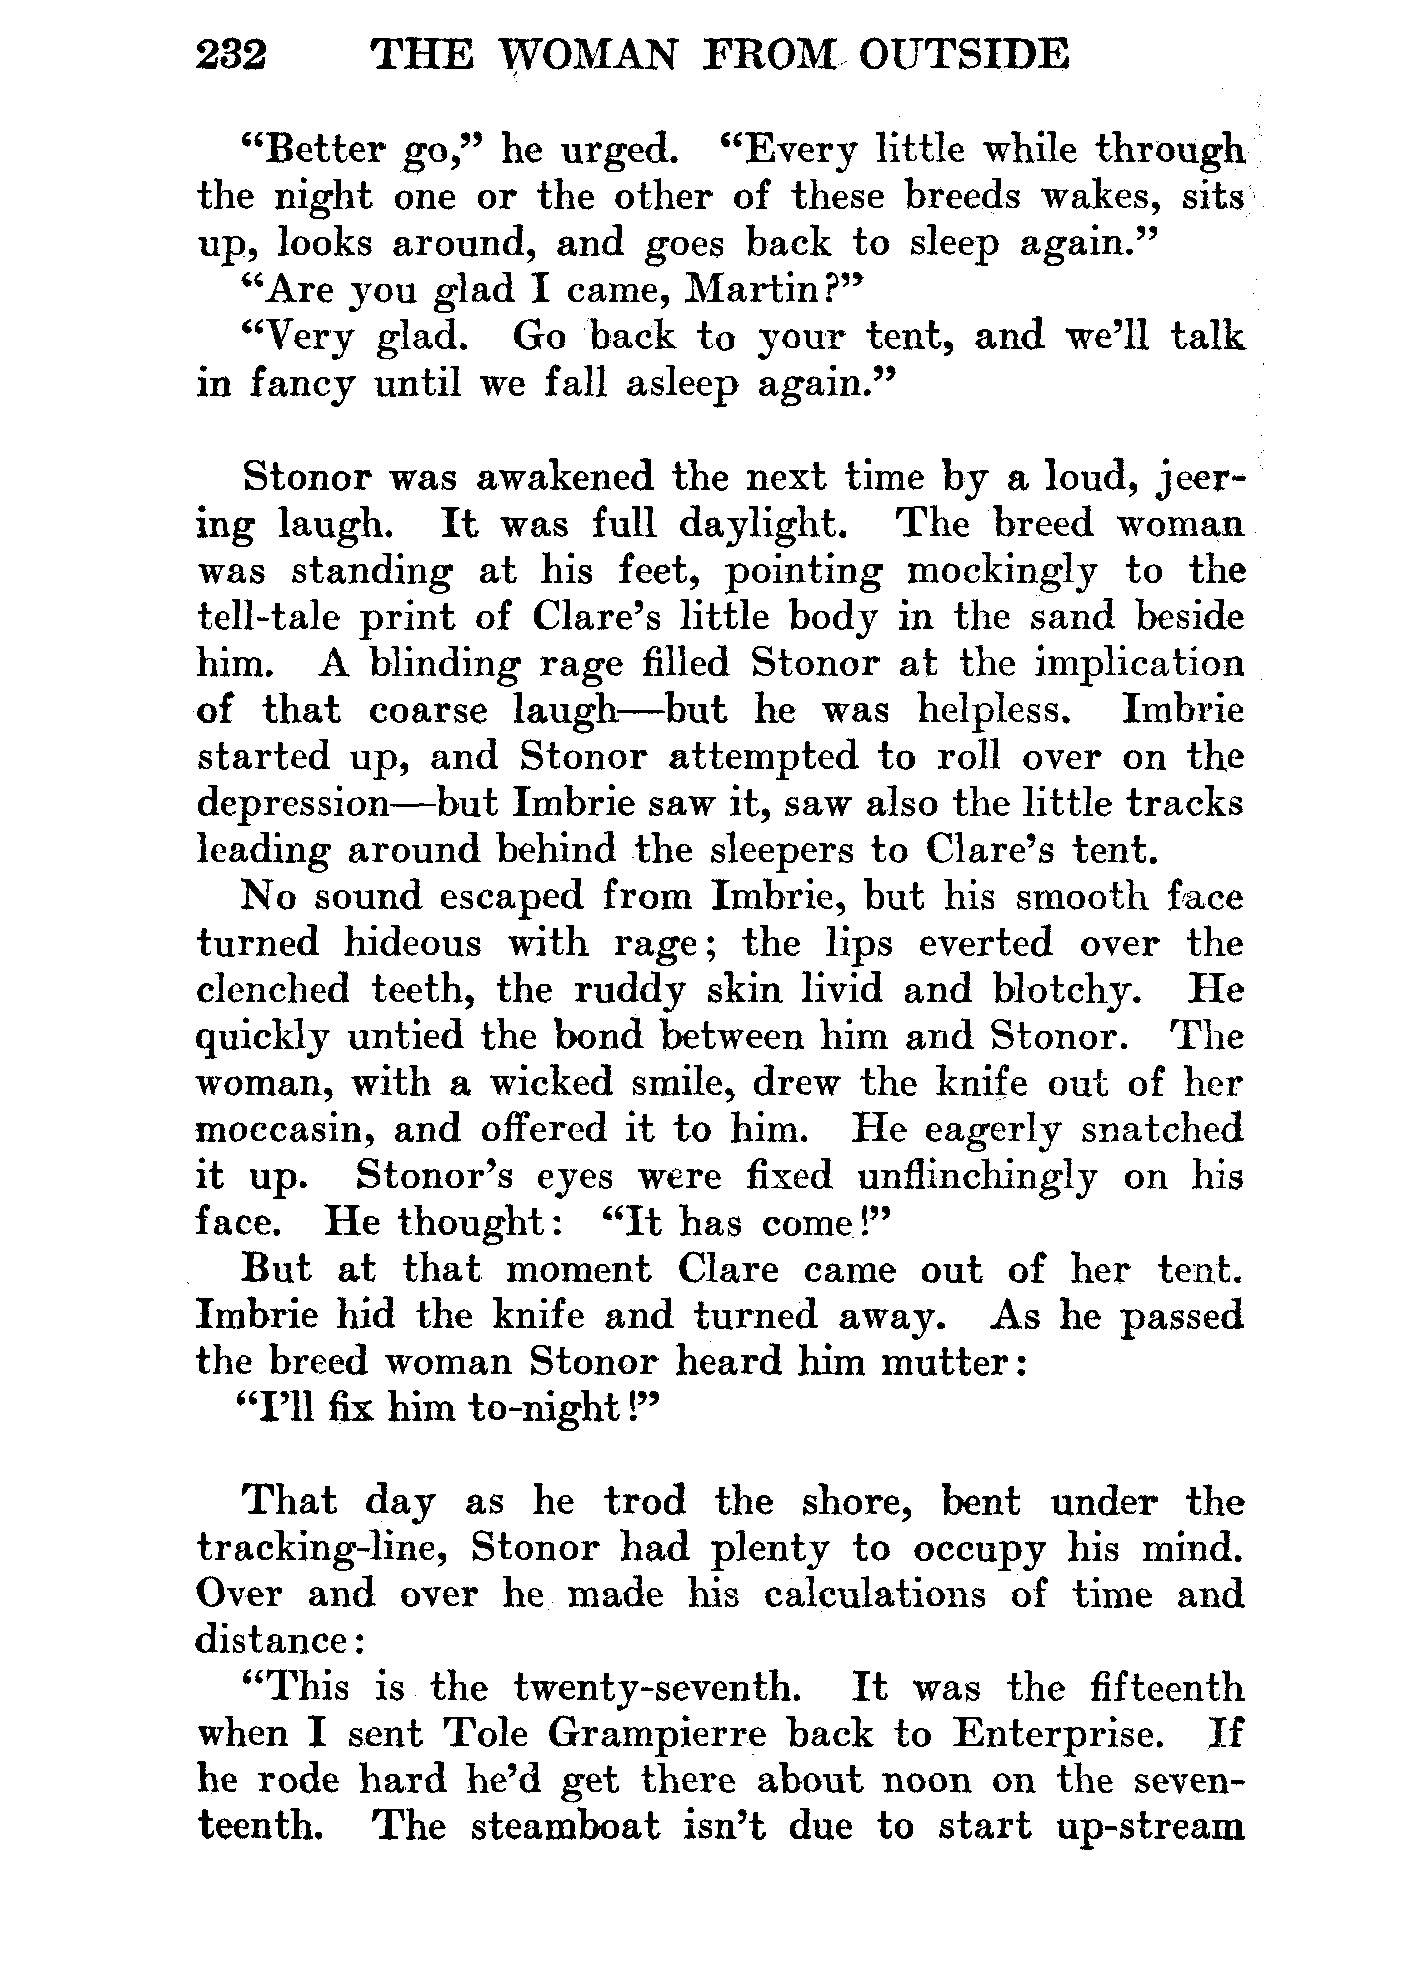 232 THE WOMAN FROM OUTSIDE
“Better go,” he urged. “Every little while through
the night one or the other of these breeds wakes, sits
up, looks around, and goes back to sleep again.”
“Are you glad I came, Martin?”
“Very glad. Go back to your tent, and we’ll talk
in fancy until we fall asleep again.”
Stonor was awakened the next time by a loud, jeer-
ing laugh. It was full daylight. The breed woman
was standing at his feet, pointing mockingly to the
tell-tale print of Clare’s little body in the sand beside
him. A blinding rage filled Stonor at the implication
of that coarse laugh—but he was helpless. Imbrie
started up, and Stonor attempted to roll over on the
depression—but Imbrie saw it, saw also the little tracks
leading around behind the sleepers to Clare’s tent.
No sound escaped from Imbrie, but his smooth face
turned hideous with rage; the lips everted over the
clenched teeth, the ruddy skin livid and blotchy. He
quickly untied the bond between him and Stonor. The
woman, with a wicked smile, drew the knife out of her
moccasin, and offered it to him. He eagerly snatched
it up. Stonor’s eyes were fixed unflinchingly on his
face. He thought: “It has come!”
But at that moment Clare came out of her tent.
Imbrie hid the knife and turned away. As he passed
the breed woman Stonor heard him mutter:
“I’ll fix him to-night!”
That day as he trod the shore, bent under the
tracking-line, Stonor had plenty to occupy his mind.
Over and over he made his calculations of time and
distance:
“This is the twenty-seventh. It was the fifteenth
when I sent Tole Grampierre back to Enterprise. If
he rode hard he’d get there about noon on the seven-
teenth. The steamboat isn’t due to start up-stream